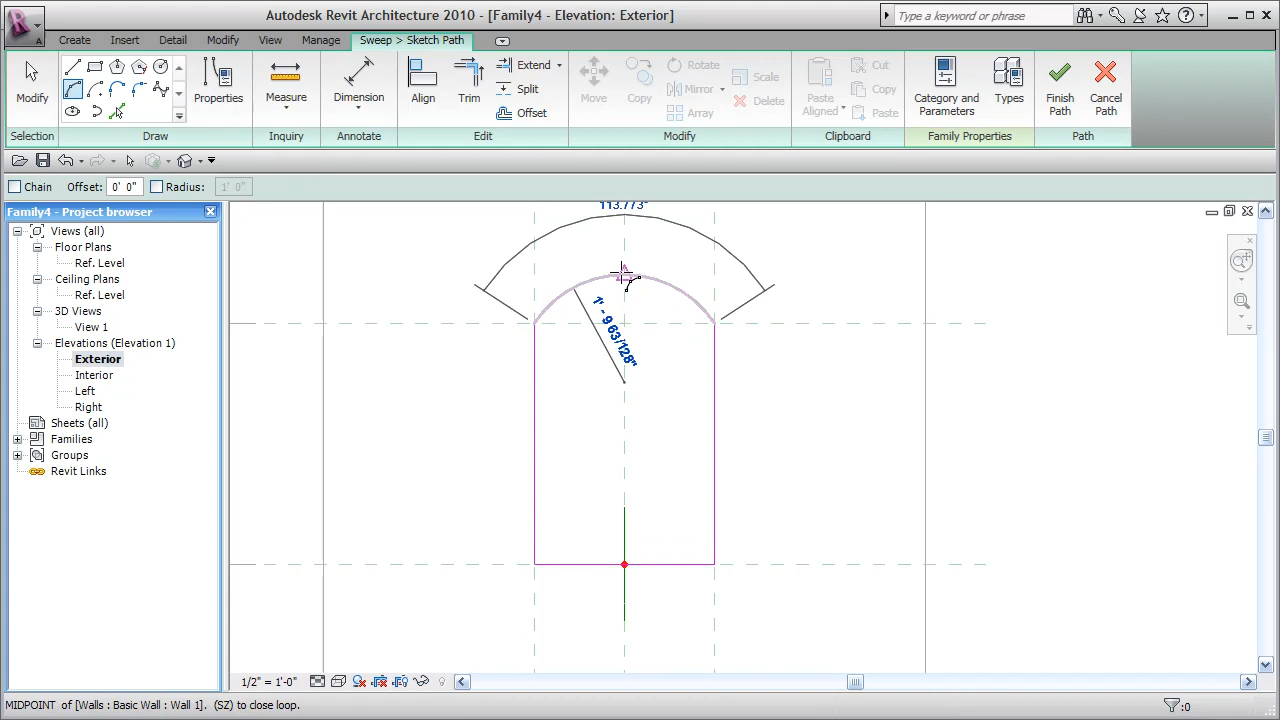 Autodesk Revit Architecture 2010 - [Family4 - Elevation: Exterior]
Type a keyword or phrase
Create Insert Detail Modify View Manage Sweep > Sketch Path
Modify
Properties
Measure
Dimension
Align
Trim
Extend
Split
Offset
Move
Copy
Rotate
Mirror
Array
Scale
Delete
Paste Aligned
Cut
Copy
Paste
Category and Parameters
Types
Finish Path
Cancel Path
Selection Draw Inquiry Annotate Edit Modify Clipboard Family Properties Path
Chain Offset: 0' 0" Radius: 1' 0"
Family4 - Project browser
Views (all)
Floor Plans
Ref. Level
Ceiling Plans
Ref. Level
3D Views
View 1
Elevations (Elevation 1)
Exterior
Interior
Left
Right
Sheets (all)
Families
Groups
Revit Links
113.773°
1' - 9 63/128"
1/2" = 1'-0"
MIDPOINT of [Walls : Basic Wall : Wall 1]. (SZ) to close loop.
:0